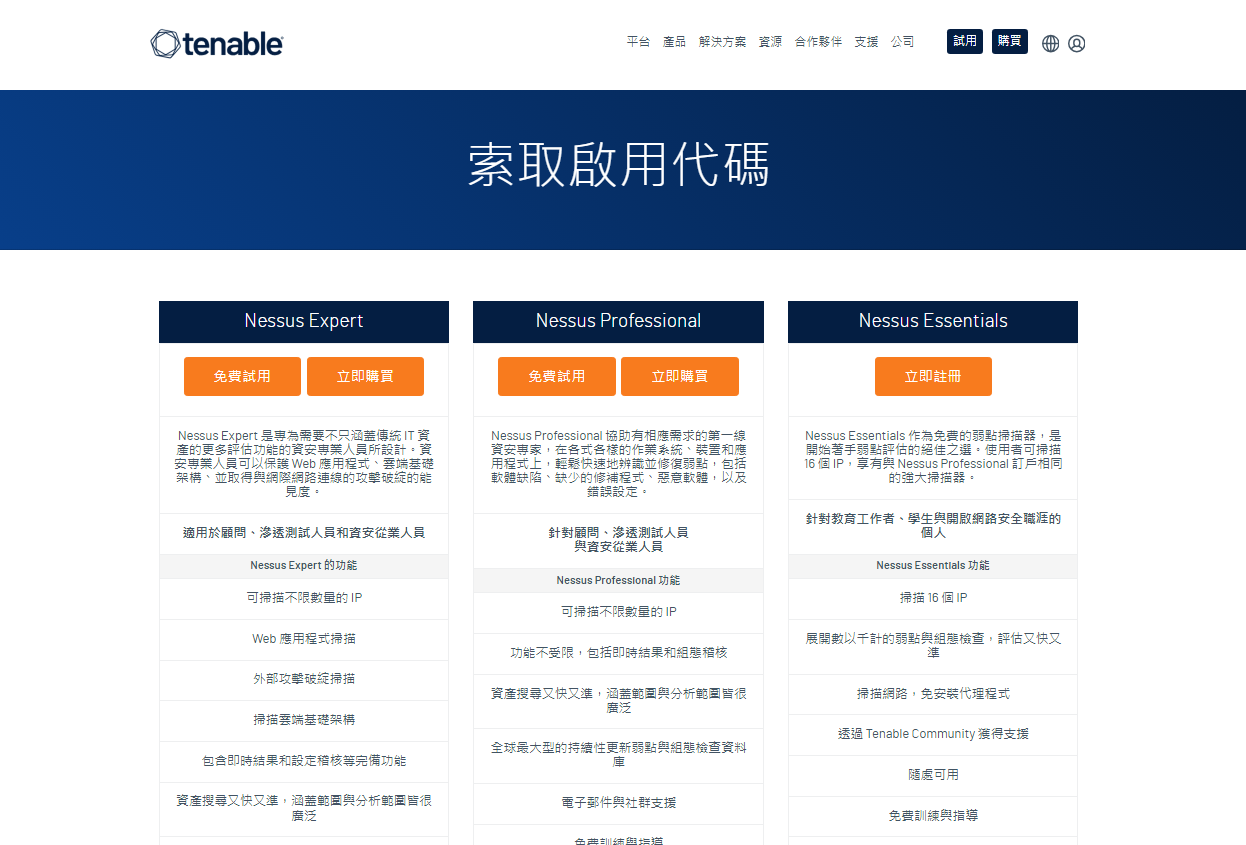 tenable
平台 產品 解決方案 資源 合作夥伴 支援 公司 試用 購買
索取啟用代碼
Nessus Expert
免費試用 立即購買
Nessus Expert 是專為需要不只涵蓋傳統 IT 資
產的更多評估功能的資安專業人員所設計。資
安專業人員可以保護 Web 應用程式、雲端基礎
架構、並取得與網際網路連線的攻擊破綻的能
見度。
適用於顧問、滲透測試人員和資安從業人員
Nessus Expert 的功能
可掃描不限數量的 IP
Web 應用程式掃描
外部攻擊破綻掃描
掃描雲端基礎架構
包含即時結果和設定稽核等完備功能
資產搜尋又快又準，涵蓋範圍與分析範圍皆很
廣泛
Nessus Professional
免費試用 立即購買
Nessus Professional 協助有相應需求的第一線
資安專家，在各式各樣的作業系統、裝置和應
用程式上，輕鬆快速地辨識並修復弱點，包括
軟體缺陷、缺少的修補程式、惡意軟體，以及
錯誤設定。
針對顧問、滲透測試人員
與資安從業人員
Nessus Professional 功能
可掃描不限數量的 IP
功能不受限，包括即時結果和組態稽核
資產搜尋又快又準，涵蓋範圍與分析範圍皆很
廣泛
全球最大型的持續性更新弱點與組態檢查資料
庫
電子郵件與社群支援
免費訓練與指導
Nessus Essentials
立即註冊
Nessus Essentials 作為免費的弱點掃描器，是
開始著手弱點評估的絕佳之選。使用者可掃描
16 個 IP，享有與 Nessus Professional 訂戶相同
的強大掃描器。
針對教育工作者、學生與開啟網路安全職涯的
個人
Nessus Essentials 功能
掃描 16 個 IP
展開數以千計的弱點與組態檢查，評估又快又
準
掃描網路，免安裝代理程式
透過 Tenable Community 獲得支援
隨處可用
免費訓練與指導